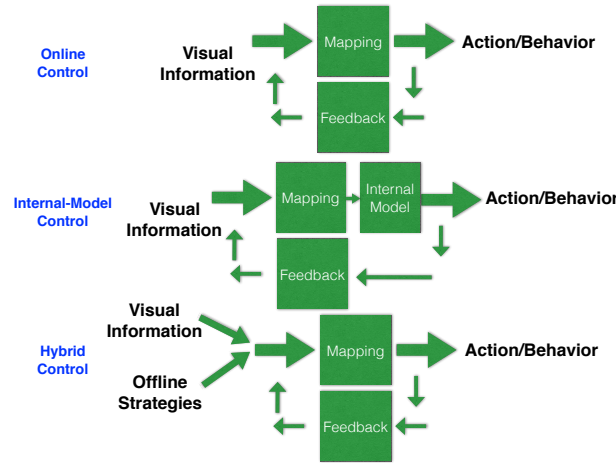 Online
Control
Visual
Information
Mapping
Action/Behavior
Feedback
Internal-Model
Control
Visual
Information
Mapping
Internal
Model
Action/Behavior
Feedback
Hybrid
Control
Visual
Information
Offline
Strategies
Mapping
Action/Behavior
Feedback